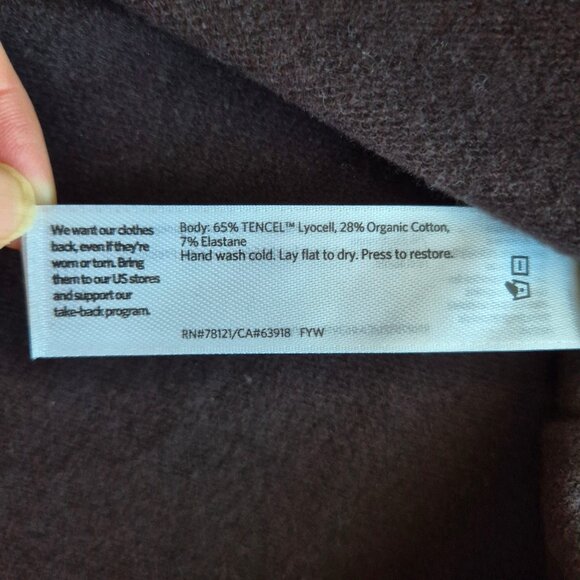 We want our clothes
back, even if they're
worn or torn. Bring
them to our US stores
and support our
take-back program.
Body: 65% TENCEL™ Lyocell, 28% Organic Cotton,
7% Elastane
Hand wash cold. Lay flat to dry. Press to restore.
RN#78121/CA#63918 FYW